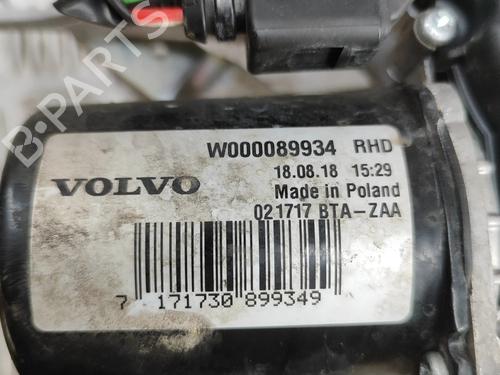 W000089934 RHD
VOLVO
18.08.18 15:29
Made in Poland
021717 BTA-ZAA
7 171730 899349
B-PARTS